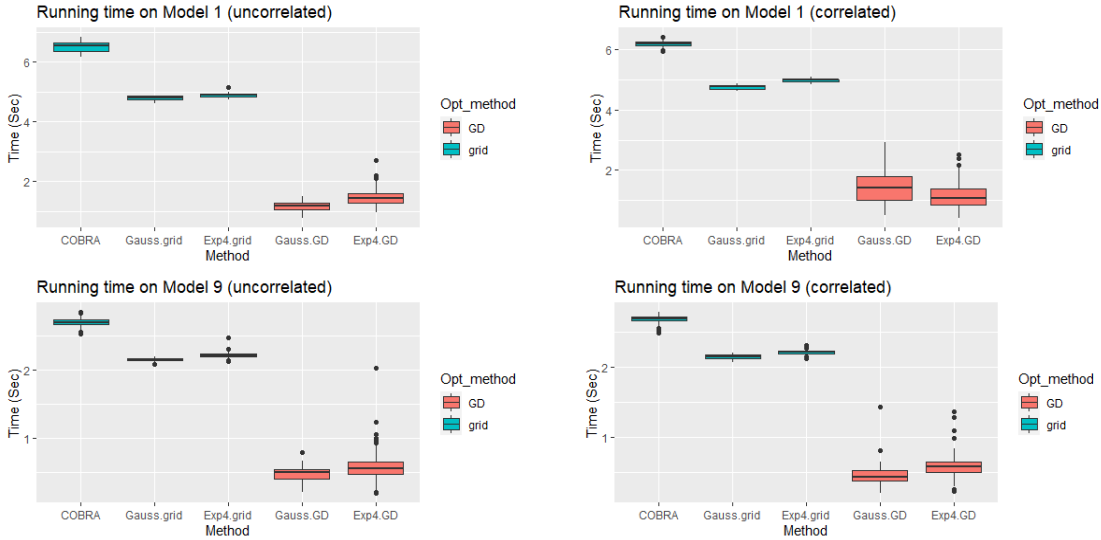 Running time on Model 1 (uncorrelated)
Time (Sec)
6
4
2
COBRA Gauss.grid Exp4.grid Gauss.GD Exp4.GD
Method
Opt_method
GD
grid
Running time on Model 1 (correlated)
Time (Sec)
6
4
2
COBRA Gauss.grid Exp4.grid Gauss.GD Exp4.GD
Method
Opt_method
GD
grid
Running time on Model 9 (uncorrelated)
Time (Sec)
2
1
COBRA Gauss.grid Exp4.grid Gauss.GD Exp4.GD
Method
Opt_method
GD
grid
Running time on Model 9 (correlated)
Time (Sec)
2
1
COBRA Gauss.grid Exp4.grid Gauss.GD Exp4.GD
Method
Opt_method
GD
grid